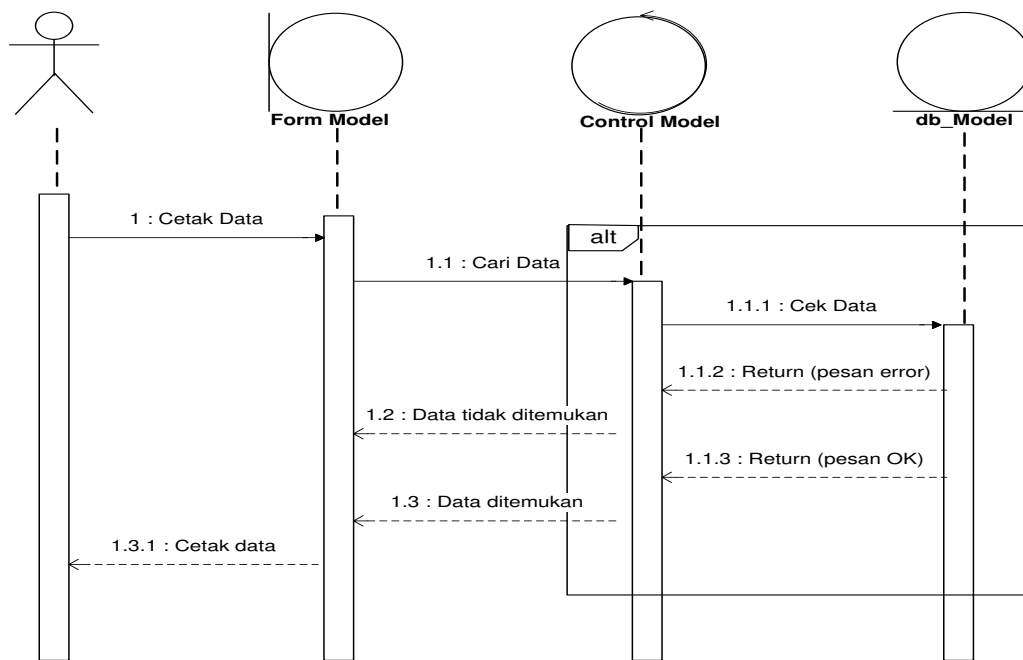 Form Model
Control Model
db_Model
1 : Cetak Data
alt
1.1 : Cari Data
1.1.1 : Cek Data
1.1.2 : Return (pesan error)
1.2 : Data tidak ditemukan
1.1.3 : Return (pesan OK)
1.3 : Data ditemukan
1.3.1 : Cetak data